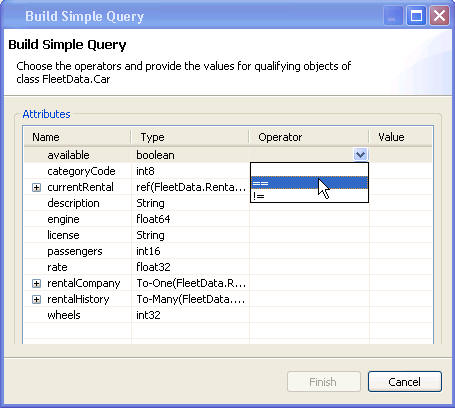 Build Simple Query
Build Simple Query
Choose the operators and provide the values for qualifying objects of
class FleetData.Car
Attributes
Name Type Operator Value
available boolean
categoryCode int8
currentRental ref(FleetData.Renta...
==
description String
!=
engine float64
license String
passengers int16
rate float32
rentalCompany To-One(FleetData.R...
rentalHistory To-Many(FleetData....
wheels int32
Finish Cancel